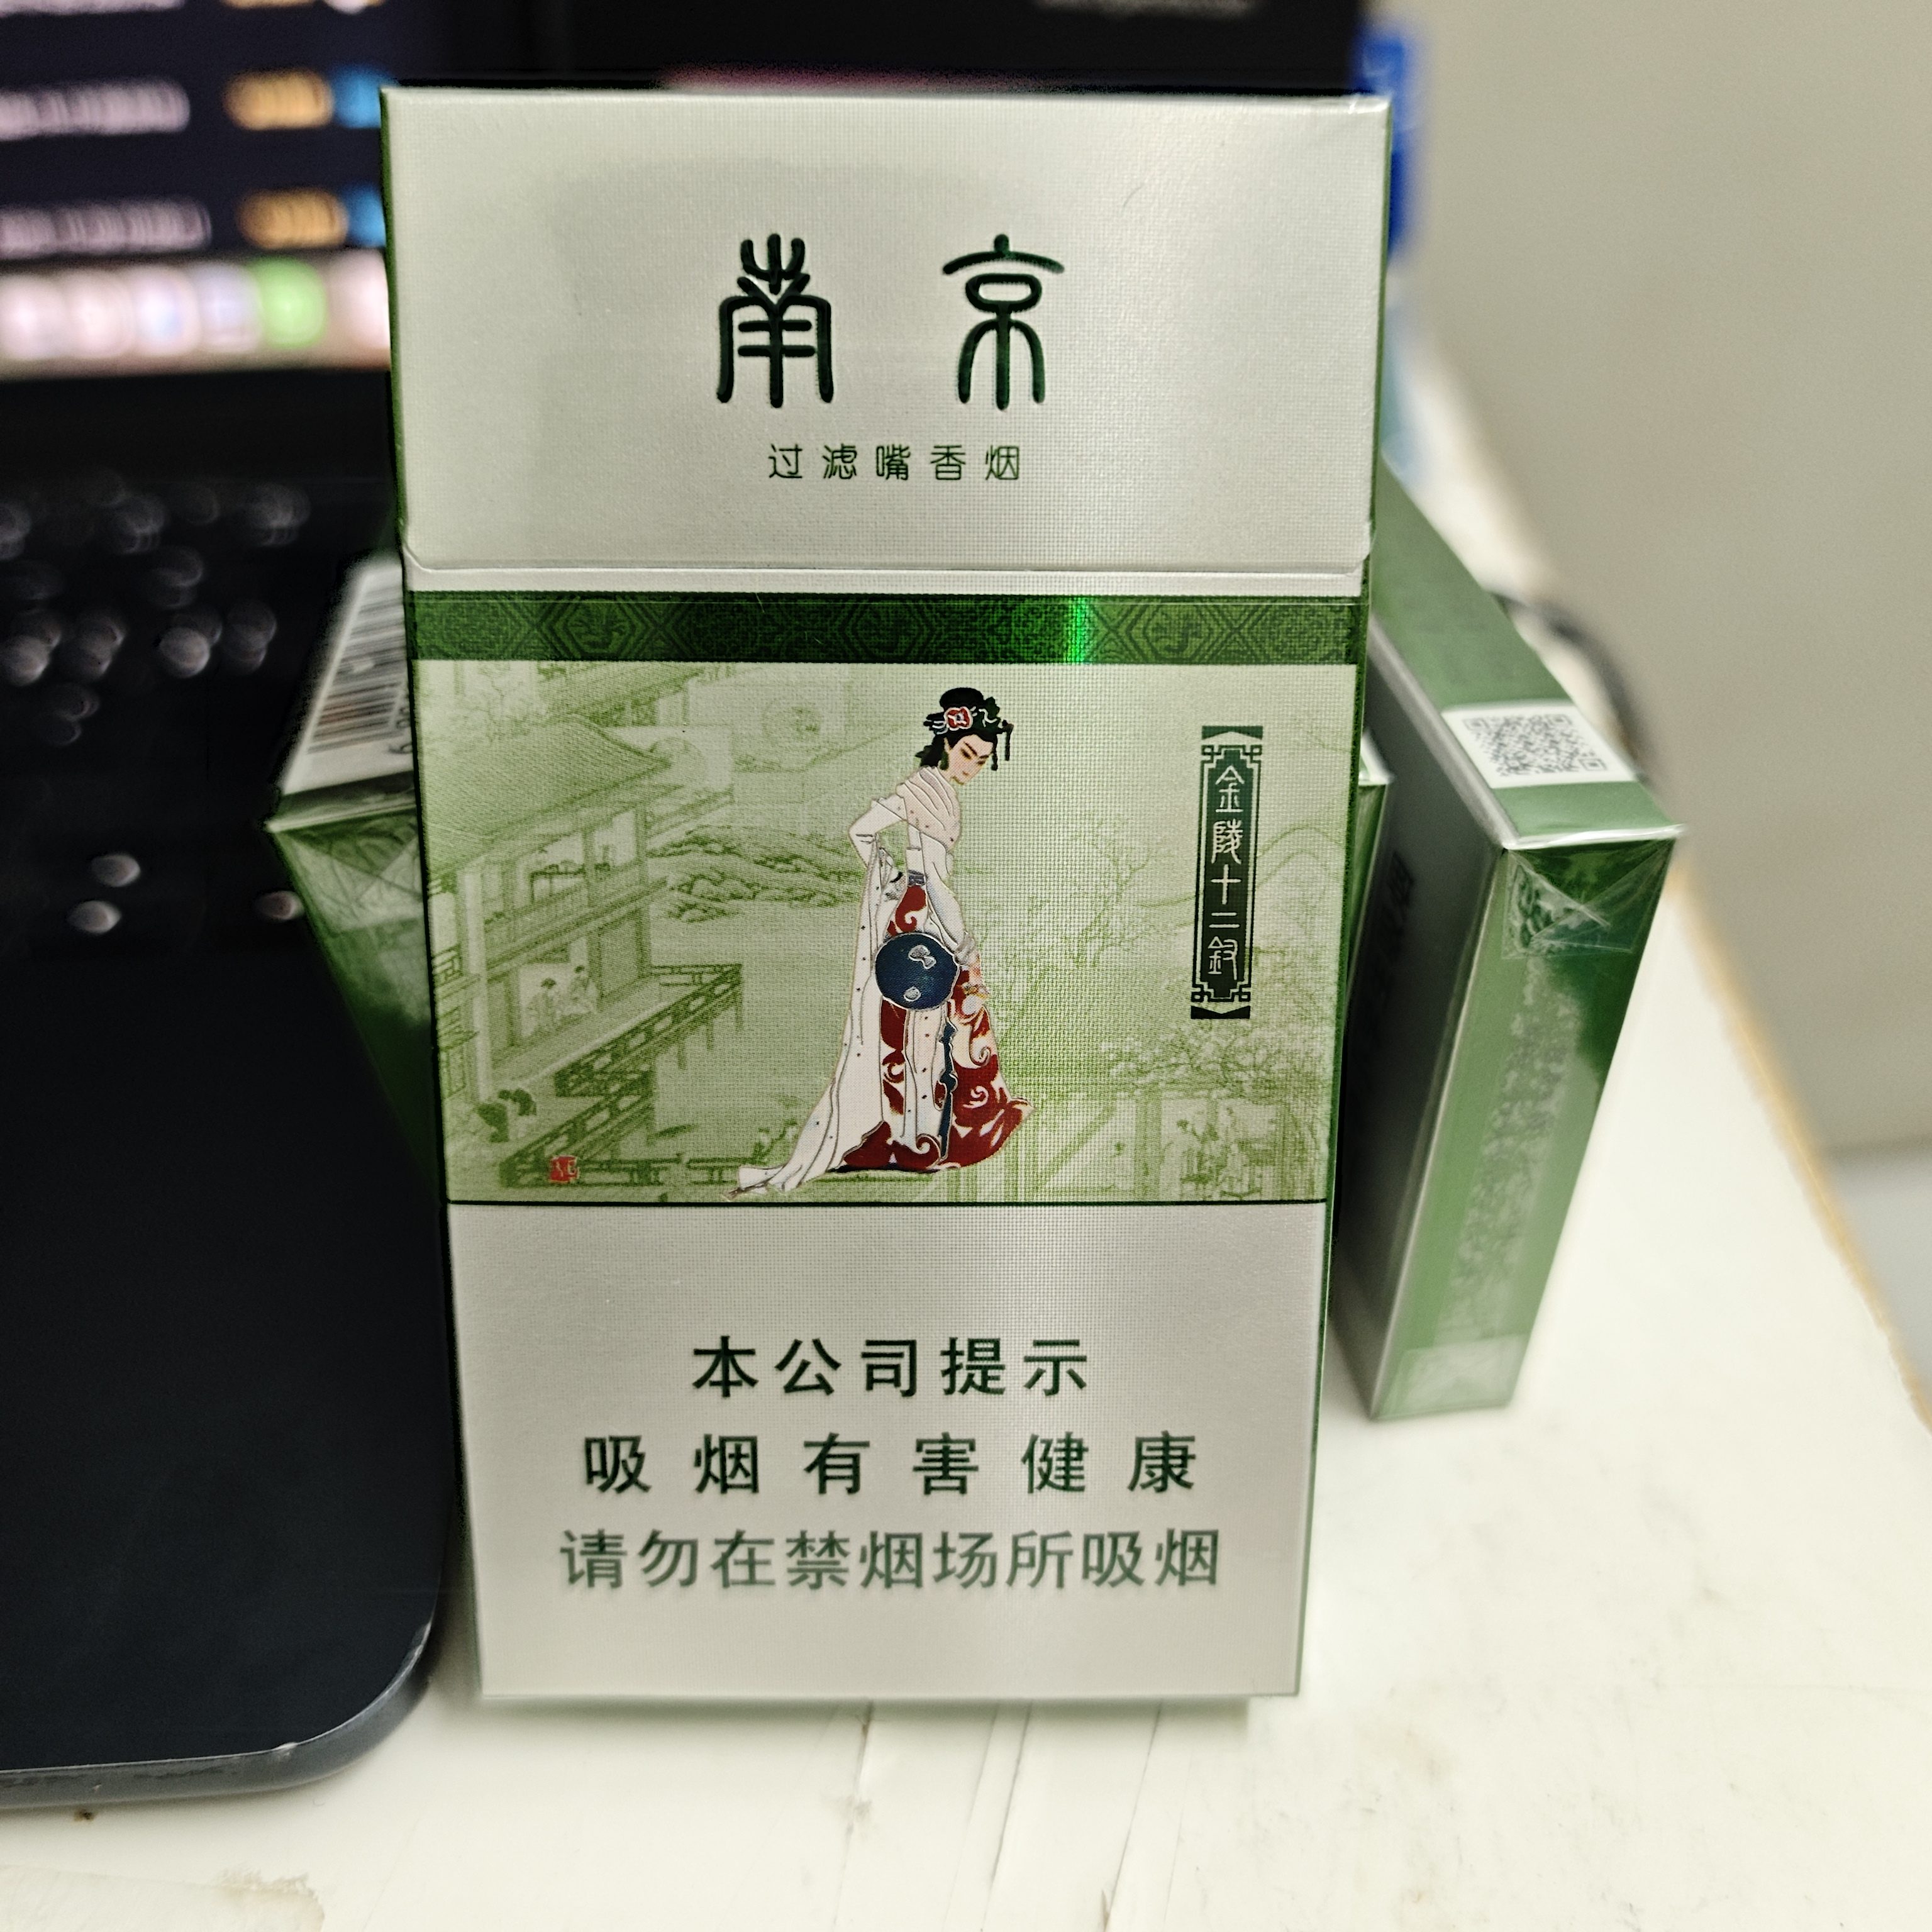 南京
过滤嘴香烟
金陵十二钗
本公司提示
吸烟有害健康
请勿在禁烟场所吸烟